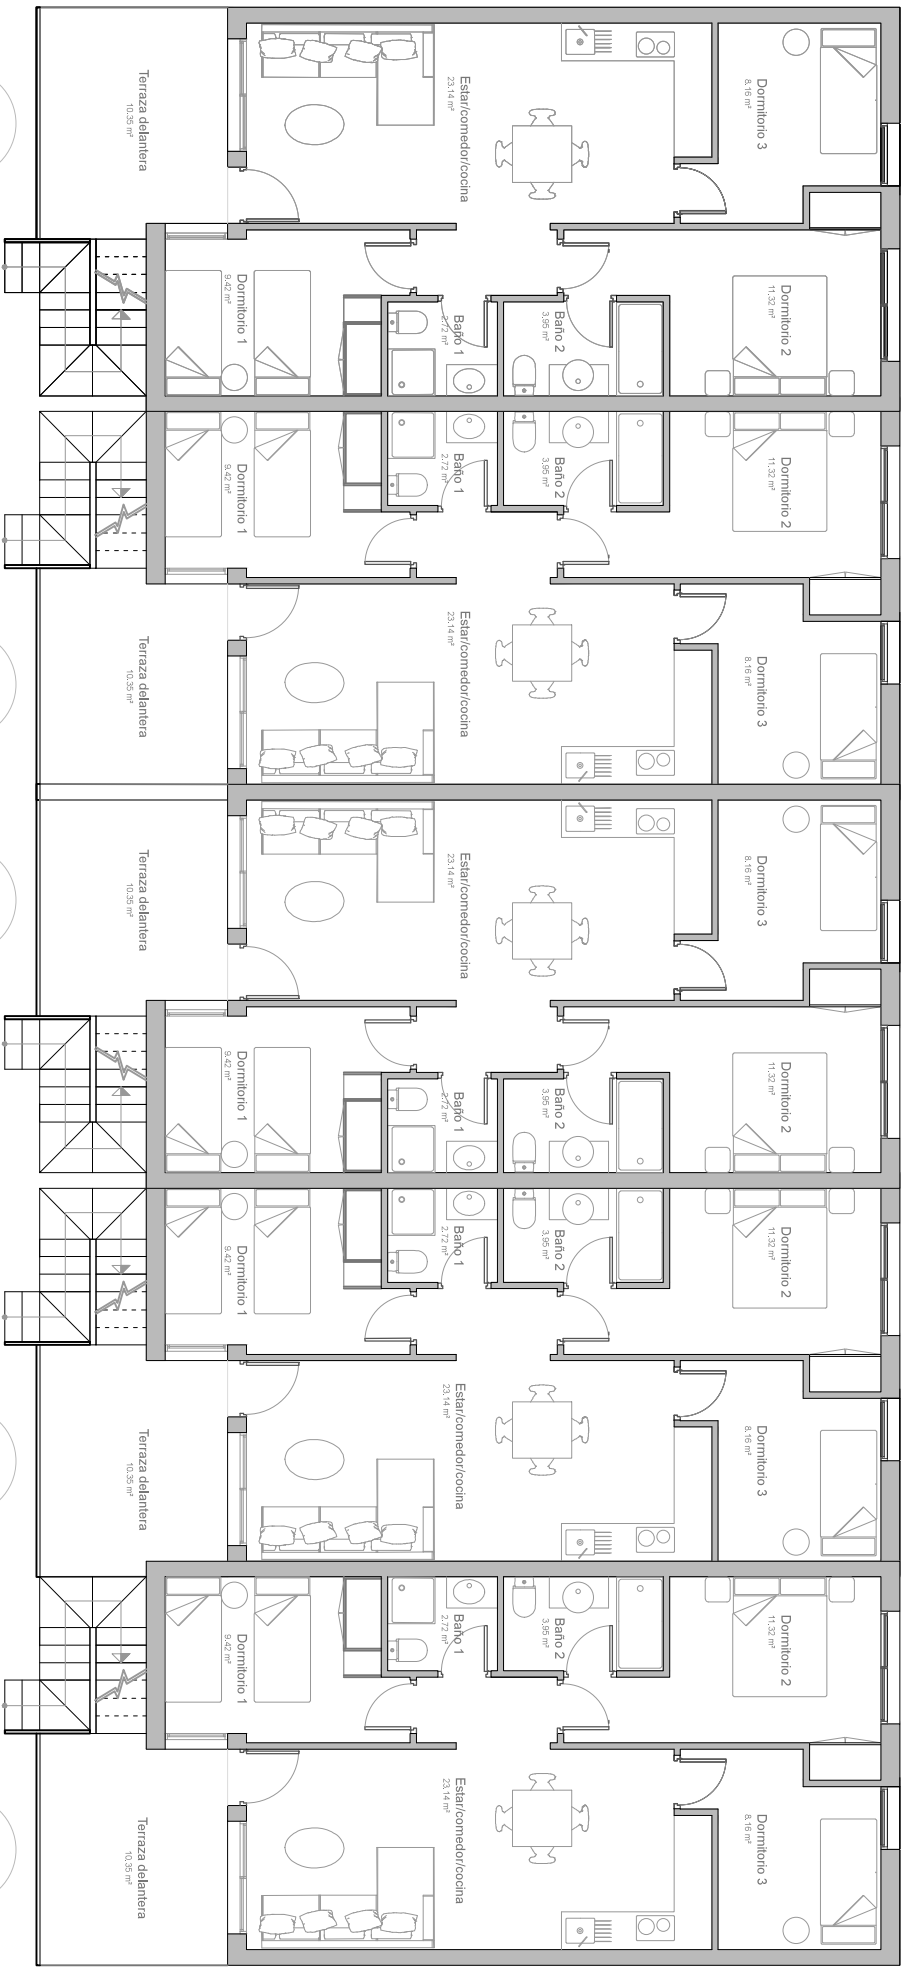 Terraza delantera
10.35 m²
Estar/comedor/cocina
23.14 m²
Dormitorio 3
8.16 m²
Dormitorio 1
9.42 m²
Baño 1
2.72 m²
Baño 2
3.95 m²
Dormitorio 2
11.32 m²
Dormitorio 1
9.42 m²
Baño 1
2.72 m²
Baño 2
3.95 m²
Dormitorio 2
11.32 m²
Terraza delantera
10.35 m²
Estar/comedor/cocina
23.14 m²
Dormitorio 3
8.16 m²
Terraza delantera
10.35 m²
Estar/comedor/cocina
23.14 m²
Dormitorio 3
8.16 m²
Dormitorio 1
9.42 m²
Baño 1
2.72 m²
Baño 2
3.95 m²
Dormitorio 2
11.32 m²
Dormitorio 1
9.42 m²
Baño 1
2.72 m²
Baño 2
3.95 m²
Dormitorio 2
11.32 m²
Terraza delantera
10.35 m²
Estar/comedor/cocina
23.14 m²
Dormitorio 3
8.16 m²
Dormitorio 1
9.42 m²
Baño 1
2.72 m²
Baño 2
3.95 m²
Dormitorio 2
11.32 m²
Terraza delantera
10.35 m²
Estar/comedor/cocina
23.14 m²
Dormitorio 3
8.16 m²